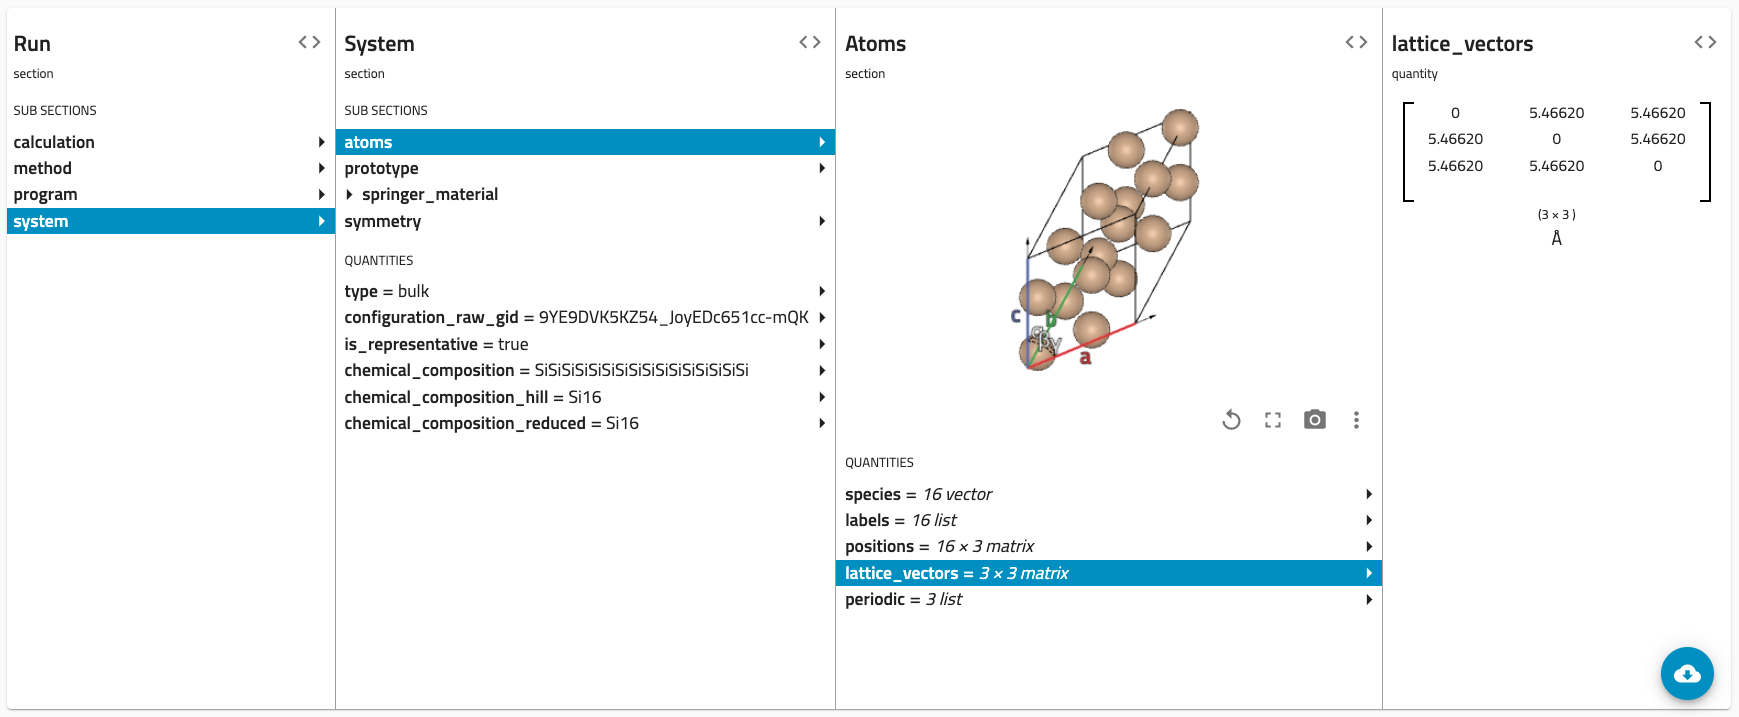 Run
section
SUB SECTIONS
calculation
method
program
system
System
section
SUB SECTIONS
atoms
prototype
springer_material
symmetry
QUANTITIES
type = bulk
configuration_raw_gid = 9YE9DVK5KZ54_JoyEDc651cc-mQK
is_representative = true
chemical_composition = SiSiSiSiSiSiSiSiSiSiSiSiSiSiSiSi
chemical_composition_hill = Si16
chemical_composition_reduced = Si16
Atoms
section
c
b
α
β γ
a
QUANTITIES
species = 16 vector
labels = 16 list
positions = 16 × 3 matrix
lattice_vectors = 3 × 3 matrix
periodic = 3 list
lattice_vectors
quantity
0 5.46620 5.46620
5.46620 0 5.46620
5.46620 5.46620 0
(3 × 3 )
Å